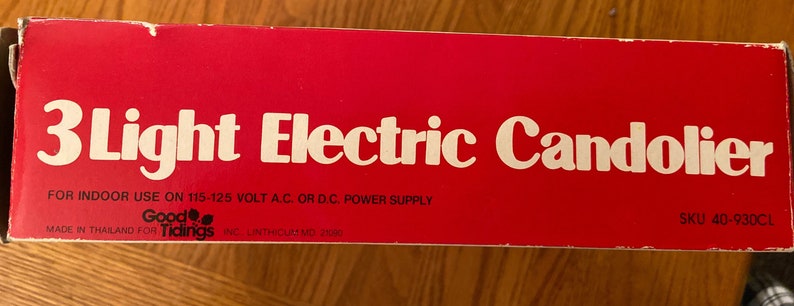 3 Light Electric Candolier
FOR INDOOR USE ON 115-125 VOLT A.C. OR D.C. POWER SUPPLY
SKU 40-930CL
MADE IN THAILAND FOR Good Tidings INC., LINTHICUM MD. 21090